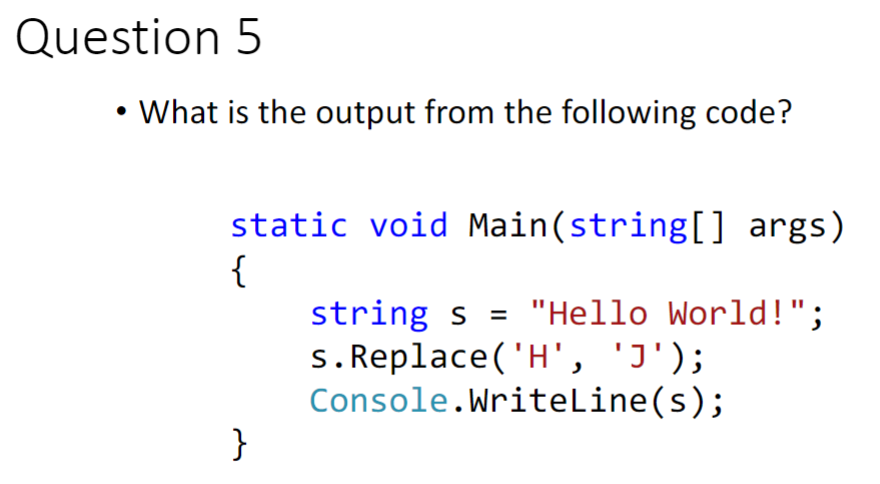 Question 5
• What is the output from the following code?
static void Main(string[] args)
{
    string s = "Hello World!";
    s.Replace('H', 'J');
    Console.WriteLine(s);
}